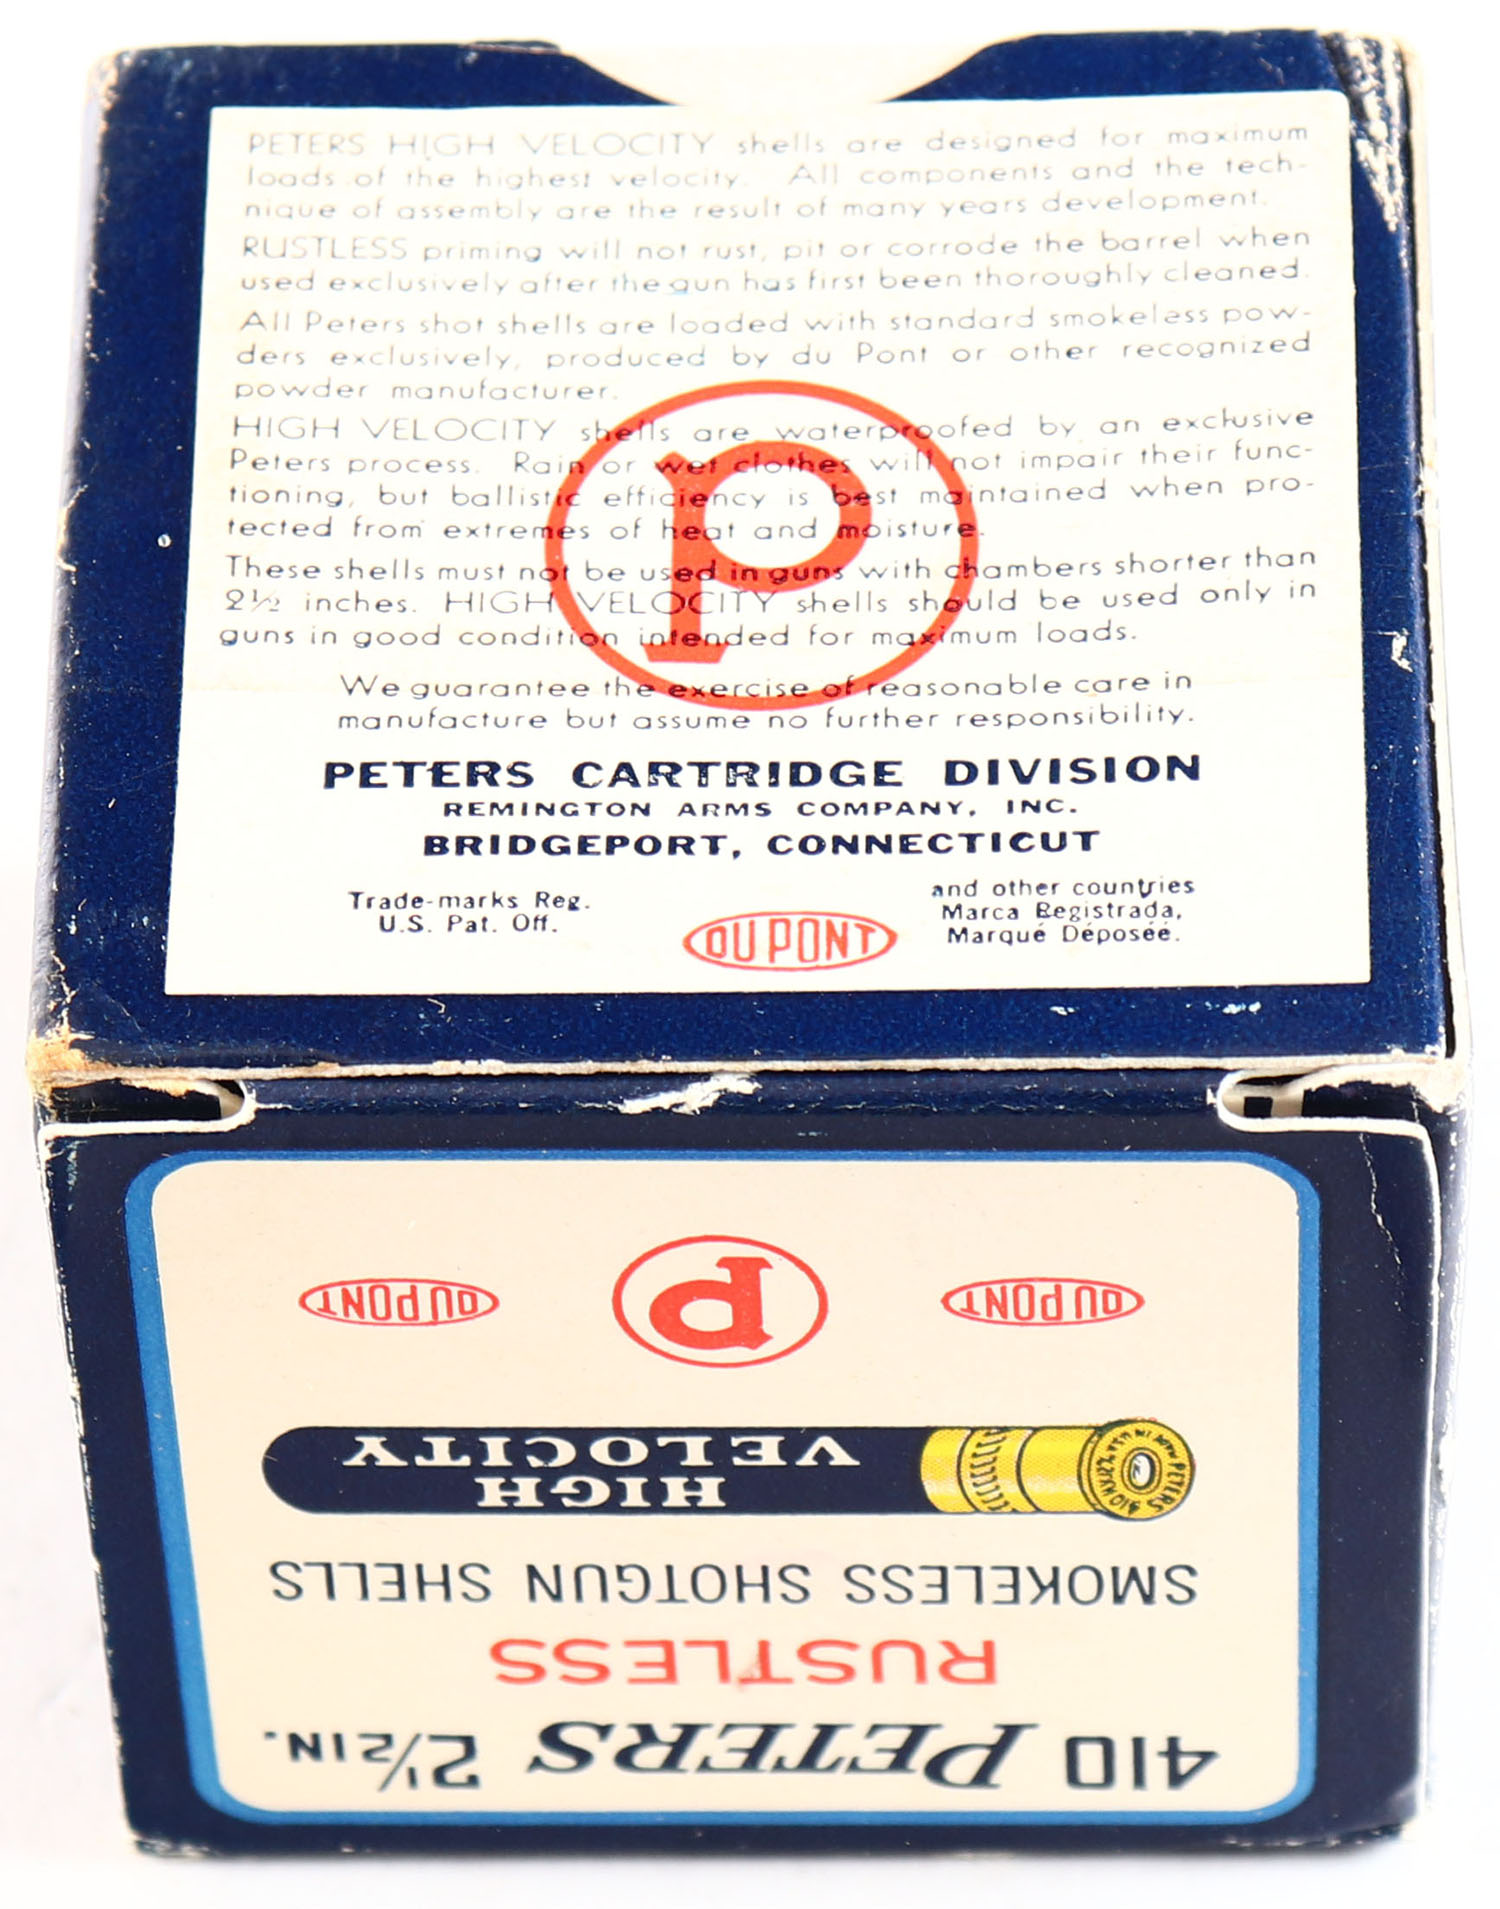 PETERS HIGH VELOCITY shells are designed for maximum
loads of the highest velocity. All components and the tech-
nique of assembly are the result of many years development.
RUSTLESS priming will not rust, pit or corrode the barrel when
used exclusively after the gun has first been thoroughly cleaned.
All Peters shot shells are loaded with standard smokeless pow-
ders exclusively, produced by du Pont or other recognized
powder manufacturer.
HIGH VELOCITY shells are waterproofed by an exclusive
Peters process. Rain or wet clothes will not impair their func-
tioning, but ballistic efficiency is best maintained when pro-
tected from extremes of heat and moisture.
These shells must not be used in guns with chambers shorter than
2½ inches. HIGH VELOCITY shells should be used only in
guns in good condition intended for maximum loads.
We guarantee the exercise of reasonable care in
manufacture but assume no further responsibility.
P
PETERS CARTRIDGE DIVISION
REMINGTON ARMS COMPANY, INC.
BRIDGEPORT, CONNECTICUT
Trade-marks Reg.
U.S. Pat. Off.
DU PONT
and other countries
Marca Registrada,
Marqué Déposéé.
410 PETERS 2½ IN.
RUSTLESS
SMOKELESS SHOTGUN SHELLS
HIGH
VELOCITY
PETERS
DU PONT P DU PONT